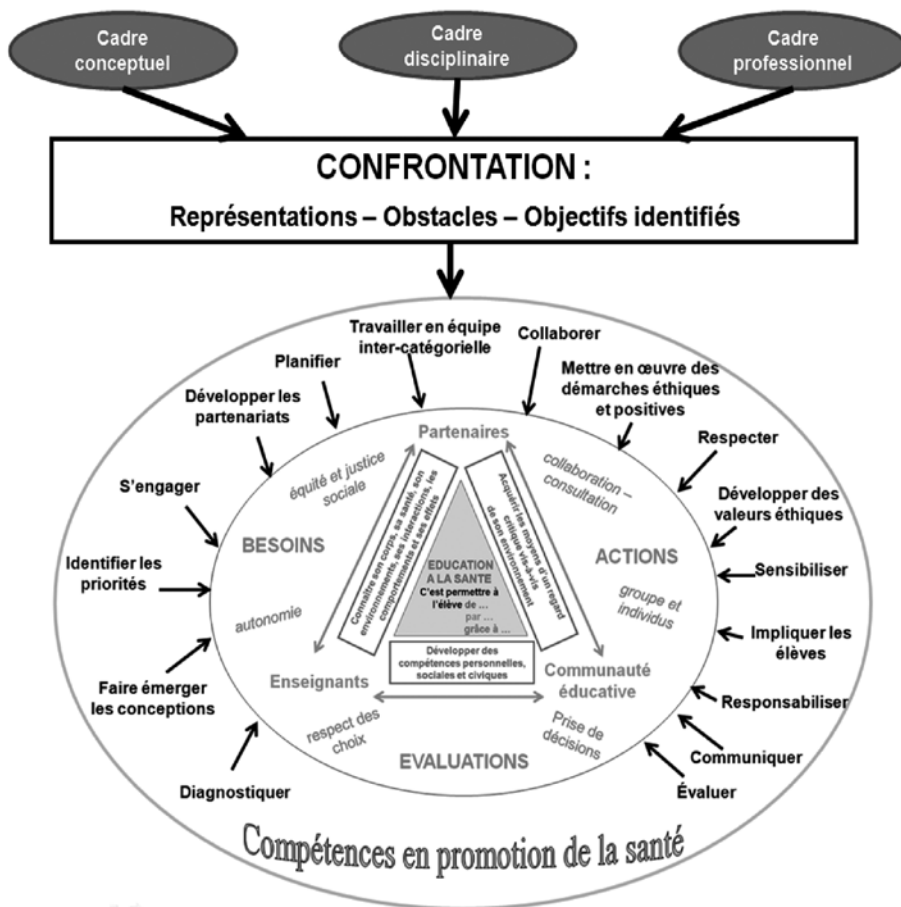 Cadre
conceptuel
Cadre
disciplinaire
Cadre
professionnel
CONFRONTATION :
Représentations – Obstacles – Objectifs identifiés
Travailler en équipe
inter-catégorielle
Collaborer
Planifier
Mettre en œuvre des
démarches éthiques
et positives
Développer les
partenariats
Respecter
S'engager
Développer des
valeurs éthiques
Identifier les
priorités
Sensibiliser
Impliquer les
élèves
Faire émerger
les conceptions
Responsabiliser
Communiquer
Diagnostiquer
Évaluer
Partenaires
équité et justice
sociale
collaboration –
consultation
BESOINS
ACTIONS
autonomie
groupe et
individus
Connaître son corps, sa santé, son
environnements, ses interactions, les
comportements et ses effets
Acquérir les moyens d'un regard
critique vis-à-vis
de son environnement
EDUCATION
A LA SANTE
C'est permettre à
l'élève de ...
par ...
grâce à ...
Développer des
compétences personnelles,
sociales et civiques
Enseignants
Communauté
éducative
respect des
choix
Prise de
décisions
EVALUATIONS
Compétences en promotion de la santé